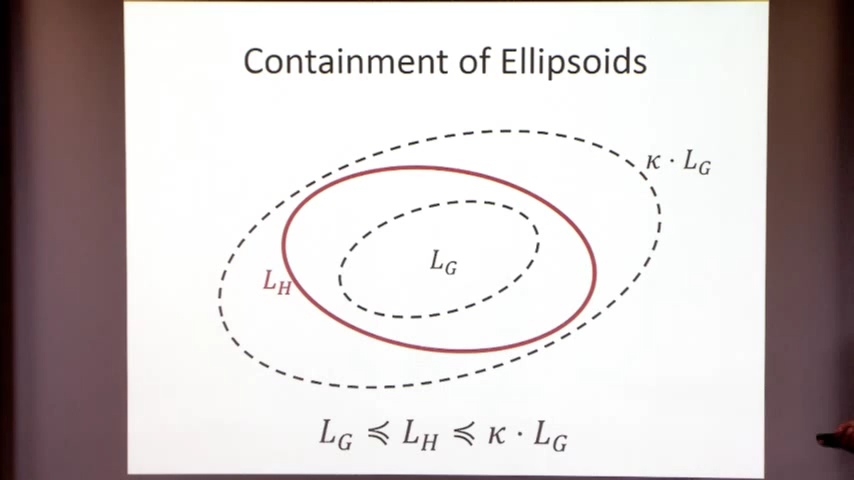 Containment of Ellipsoids
κ · L_G
L_G
L_H
L_G ≼ L_H ≼ κ · L_G